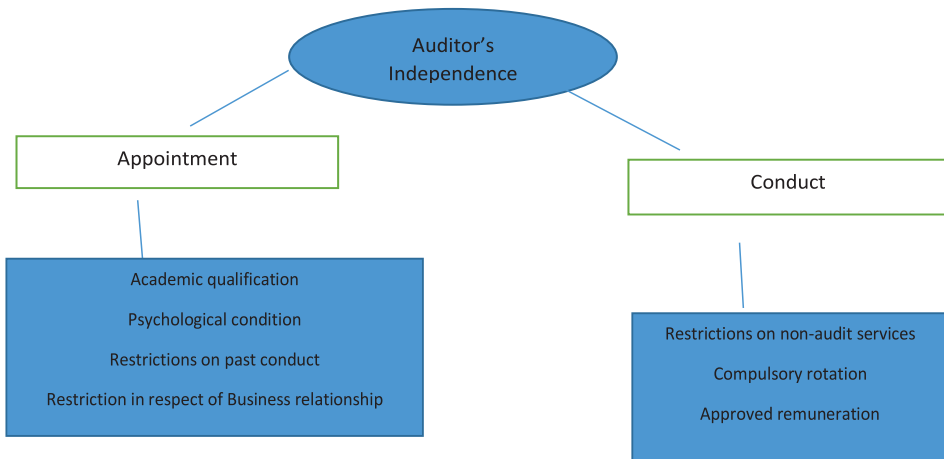 Auditor’s
Independence
Appointment
Conduct
Academic qualification
Psychological condition
Restrictions on past conduct
Restriction in respect of Business relationship
Restrictions on non-audit services
Compulsory rotation
Approved remuneration